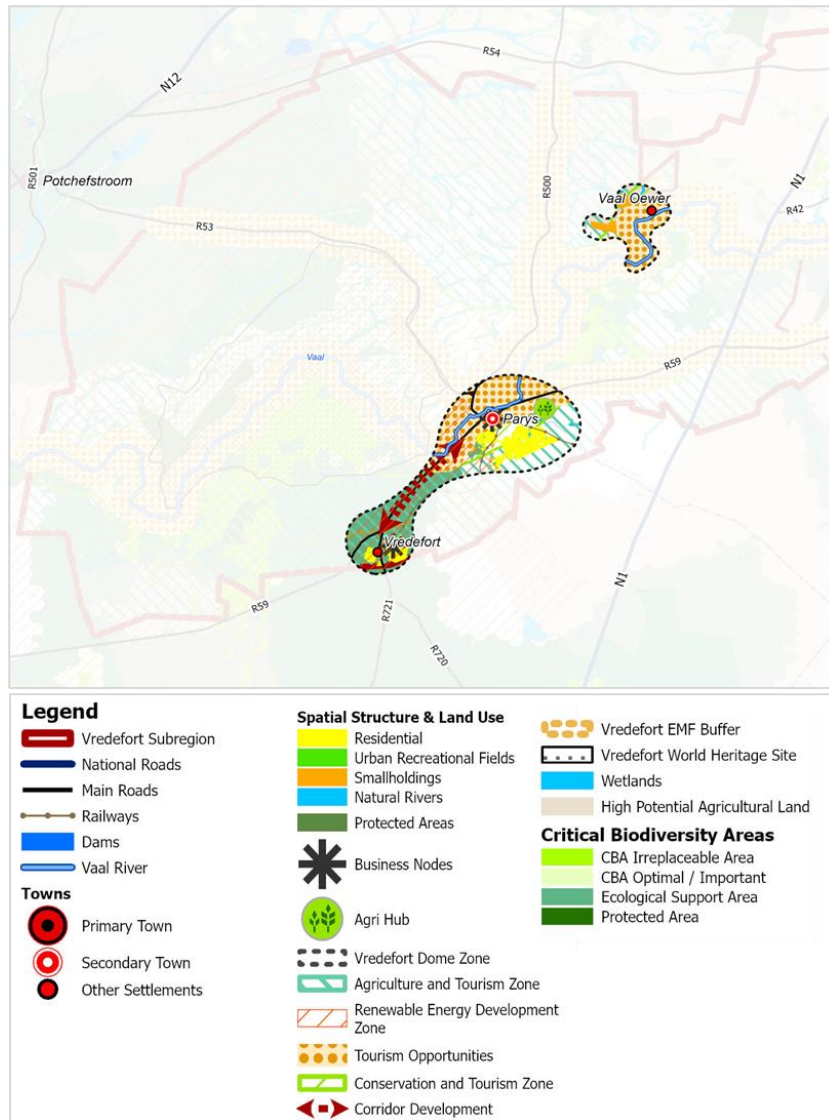 R54
N12
R501
Potchefstroom
R500
Vaal Oewer
N1
R42
R53
Vaal
R59
Parys
Vredefort
N1
R59
R721
R720
Legend
Vredefort Subregion
National Roads
Main Roads
Railways
Dams
Vaal River
Towns
Primary Town
Secondary Town
Other Settlements
Spatial Structure & Land Use
Residential
Urban Recreational Fields
Smallholdings
Natural Rivers
Protected Areas
Business Nodes
Agri Hub
Vredefort Dome Zone
Agriculture and Tourism Zone
Renewable Energy Development
Zone
Tourism Opportunities
Conservation and Tourism Zone
Corridor Development
Vredefort EMF Buffer
Vredefort World Heritage Site
Wetlands
High Potential Agricultural Land
Critical Biodiversity Areas
CBA Irreplaceable Area
CBA Optimal / Important
Ecological Support Area
Protected Area